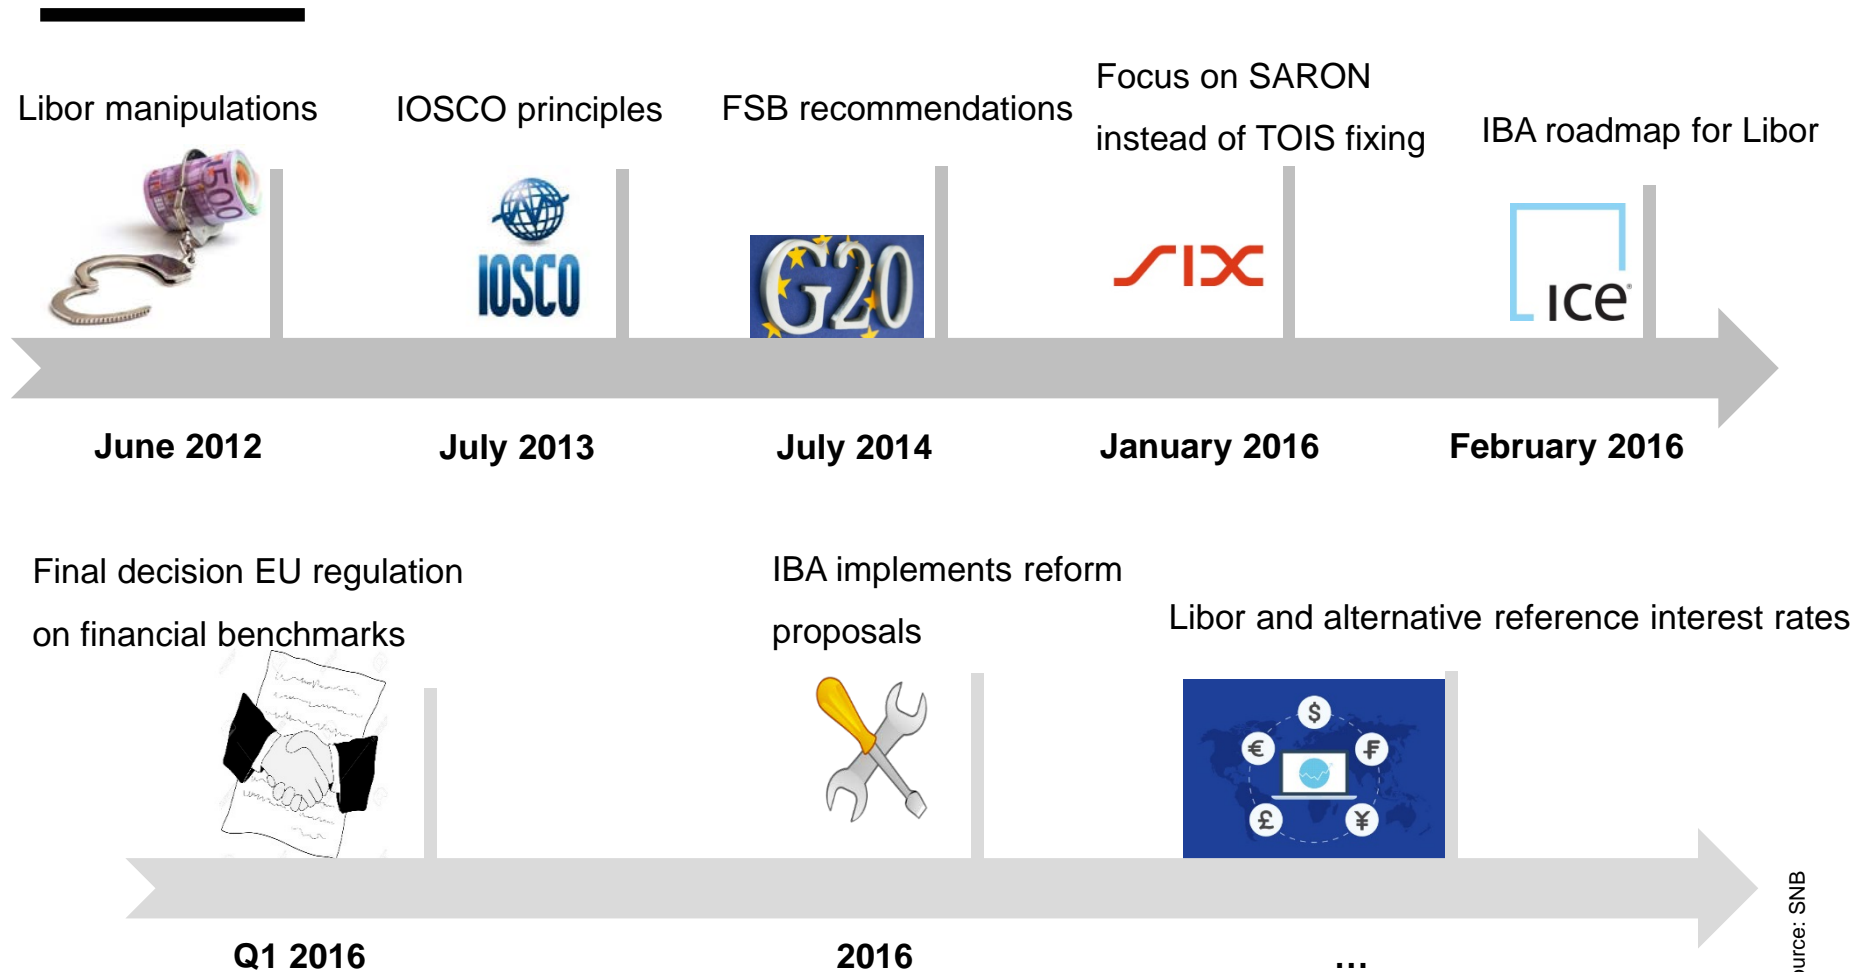 Libor manipulations
IOSCO principles
FSB recommendations
Focus on SARON
instead of TOIS fixing
IBA roadmap for Libor
500
IOSCO
G20
SIX
ICe
June 2012
July 2013
July 2014
January 2016
February 2016
Final decision EU regulation
on financial benchmarks
IBA implements reform
proposals
Libor and alternative reference interest rates
$
€
₣
£
¥
Q1 2016
2016
...
SNB